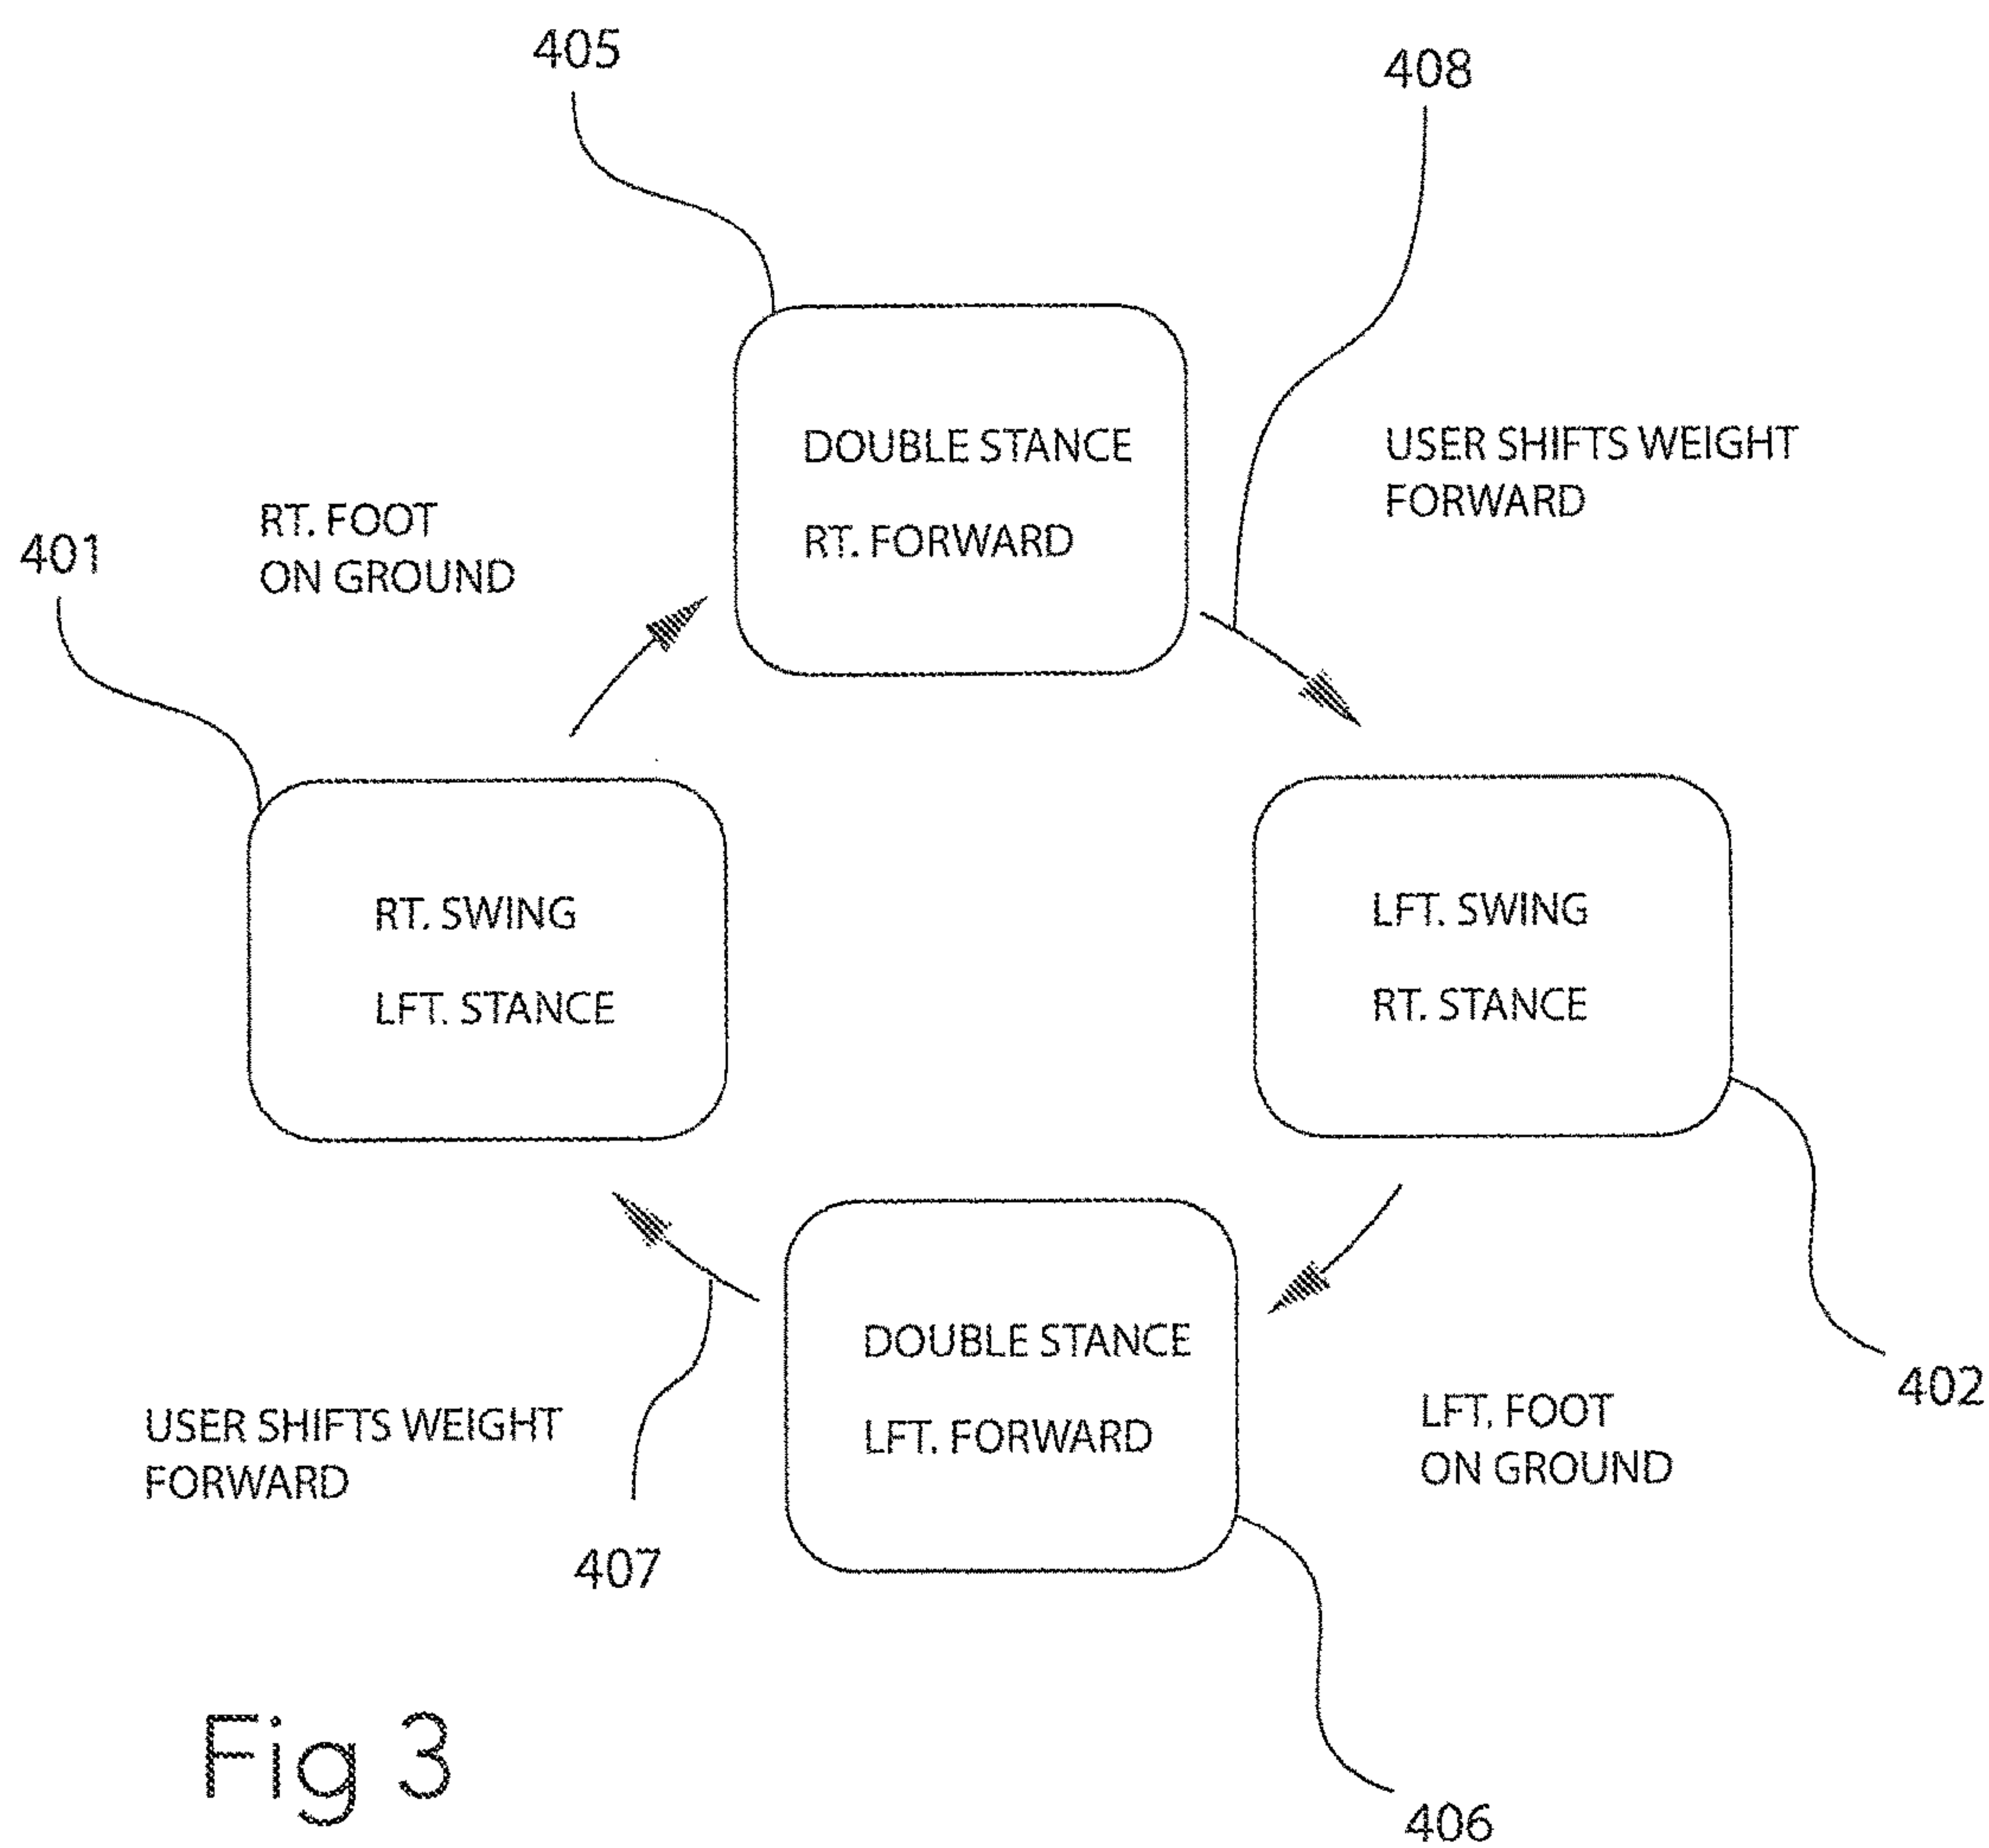 405
408
DOUBLE STANCE
RT. FORWARD
USER SHIFTS WEIGHT
FORWARD
RT. FOOT
ON GROUND
401
RT. SWING
LFT. STANCE
LFT. SWING
RT. STANCE
DOUBLE STANCE
LFT. FORWARD
402
LFT. FOOT
ON GROUND
USER SHIFTS WEIGHT
FORWARD
407
406
Fig 3